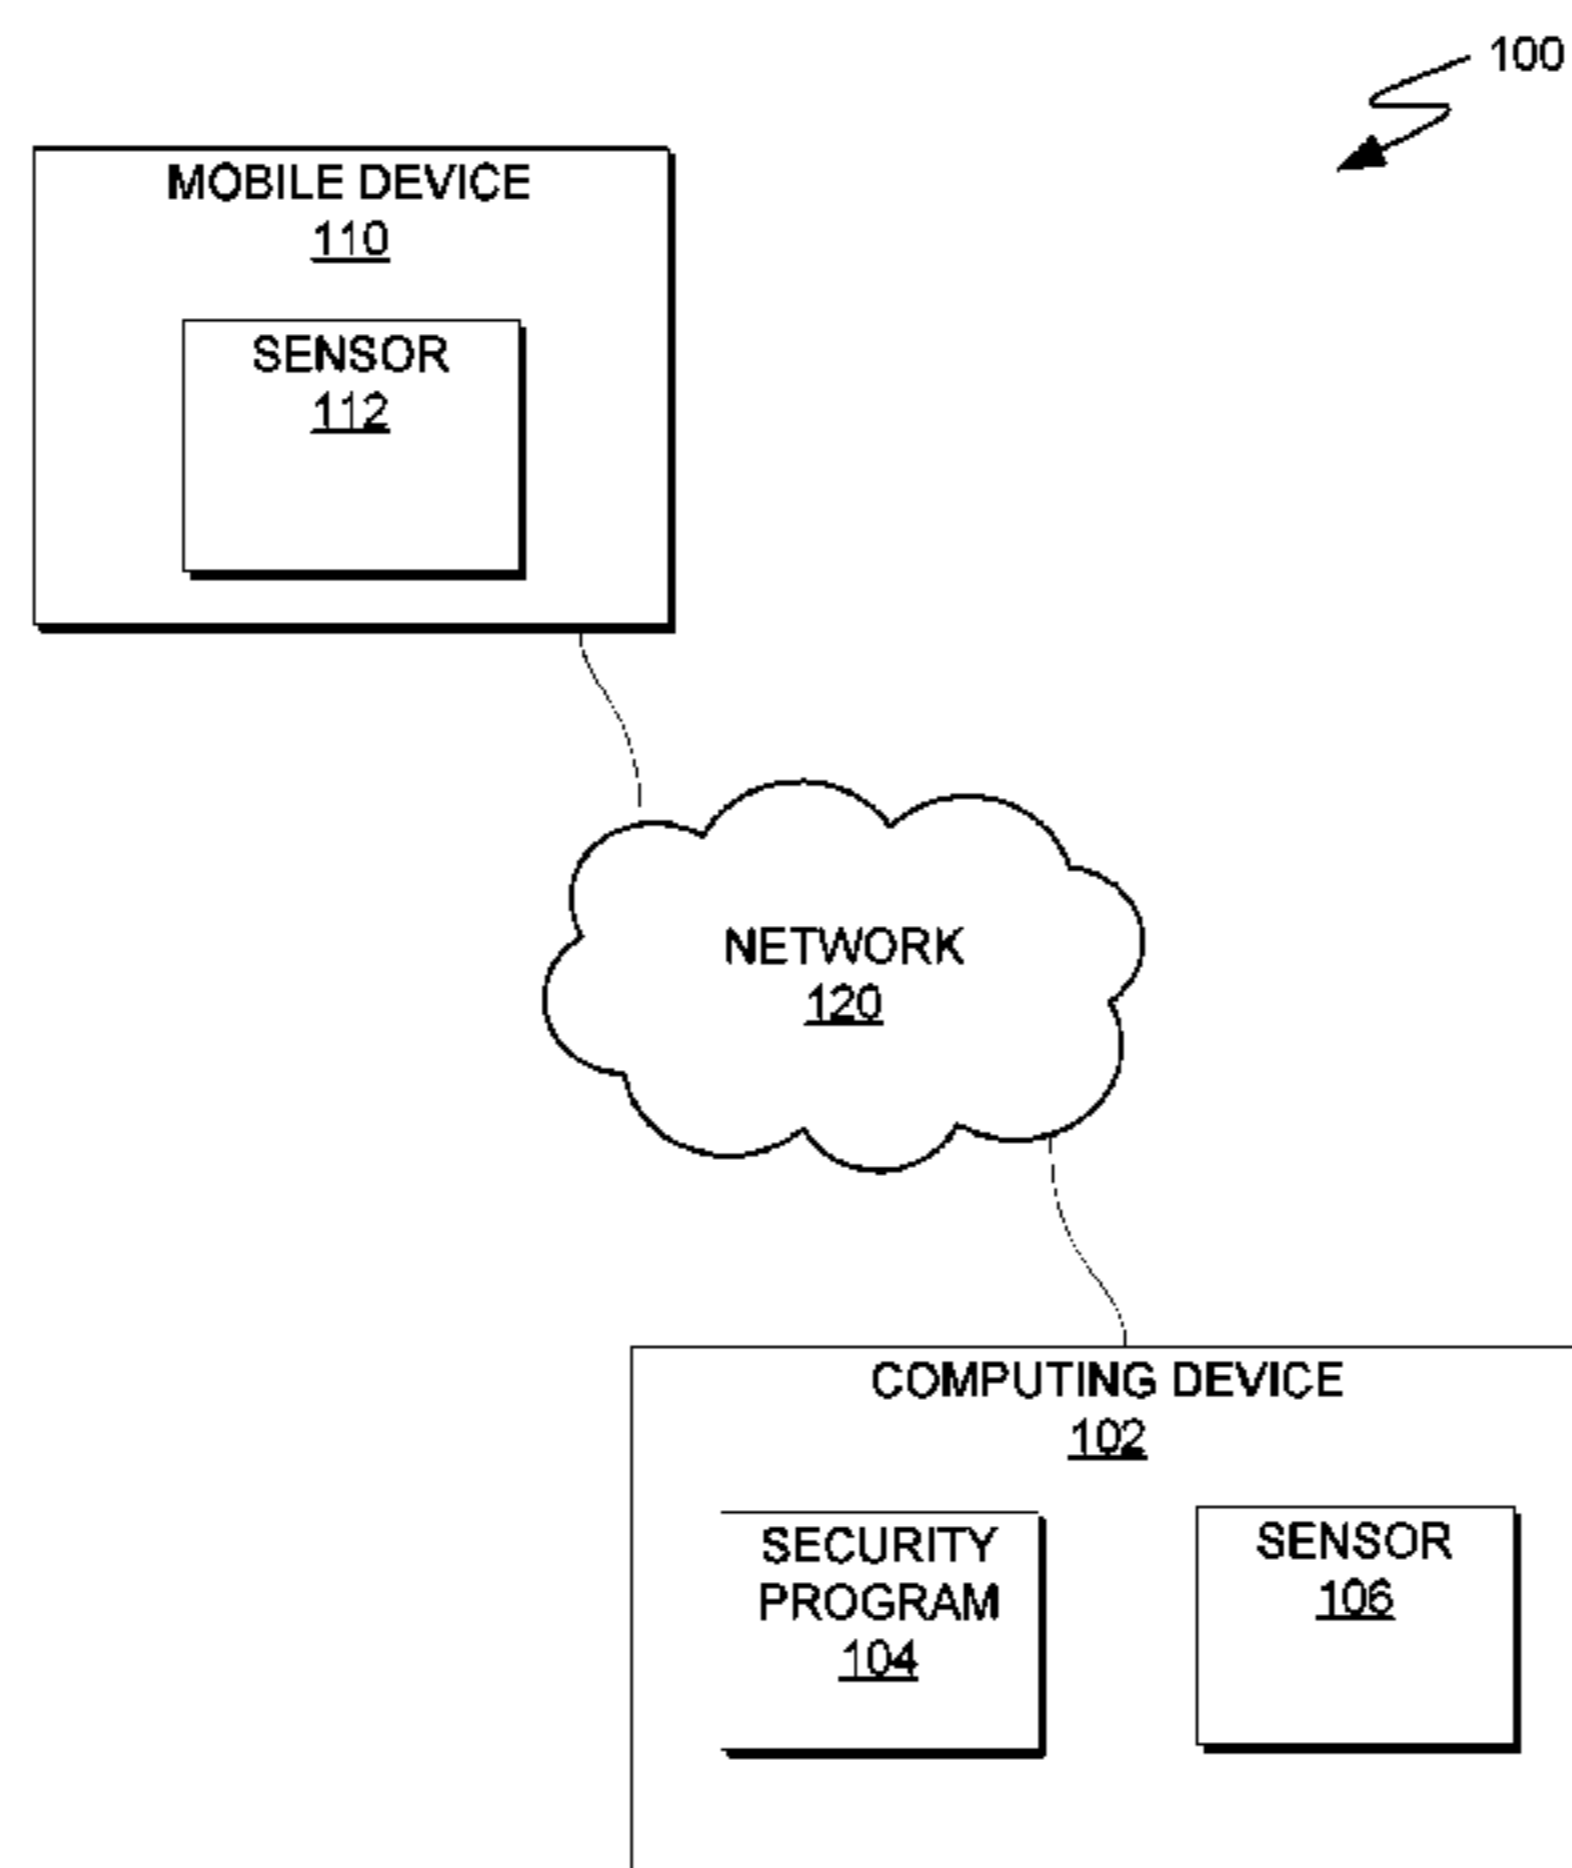 100
MOBILE DEVICE
110
SENSOR
112
NETWORK
120
COMPUTING DEVICE
102
SECURITY
PROGRAM
104
SENSOR
106